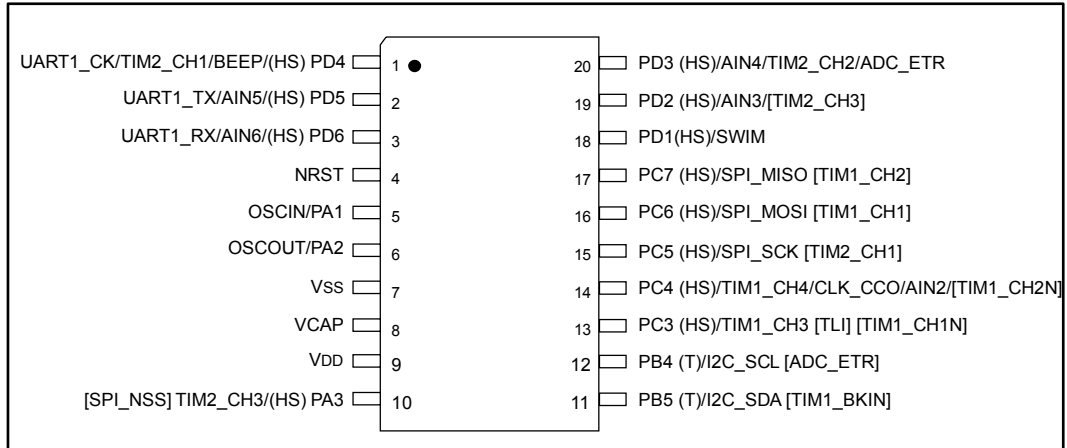 UART1_CK/TIM2_CH1/BEEP/(HS) PD4 1 20 PD3 (HS)/AIN4/TIM2_CH2/ADC_ETR
UART1_TX/AIN5/(HS) PD5 2 19 PD2 (HS)/AIN3/[TIM2_CH3]
UART1_RX/AIN6/(HS) PD6 3 18 PD1(HS)/SWIM
NRST 4 17 PC7 (HS)/SPI_MISO [TIM1_CH2]
OSCIN/PA1 5 16 PC6 (HS)/SPI_MOSI [TIM1_CH1]
OSCOUT/PA2 6 15 PC5 (HS)/SPI_SCK [TIM2_CH1]
VSS 7 14 PC4 (HS)/TIM1_CH4/CLK_CCO/AIN2/[TIM1_CH2N]
VCAP 8 13 PC3 (HS)/TIM1_CH3 [TLI] [TIM1_CH1N]
VDD 9 12 PB4 (T)/I2C_SCL [ADC_ETR]
[SPI_NSS] TIM2_CH3/(HS) PA3 10 11 PB5 (T)/I2C_SDA [TIM1_BKIN]